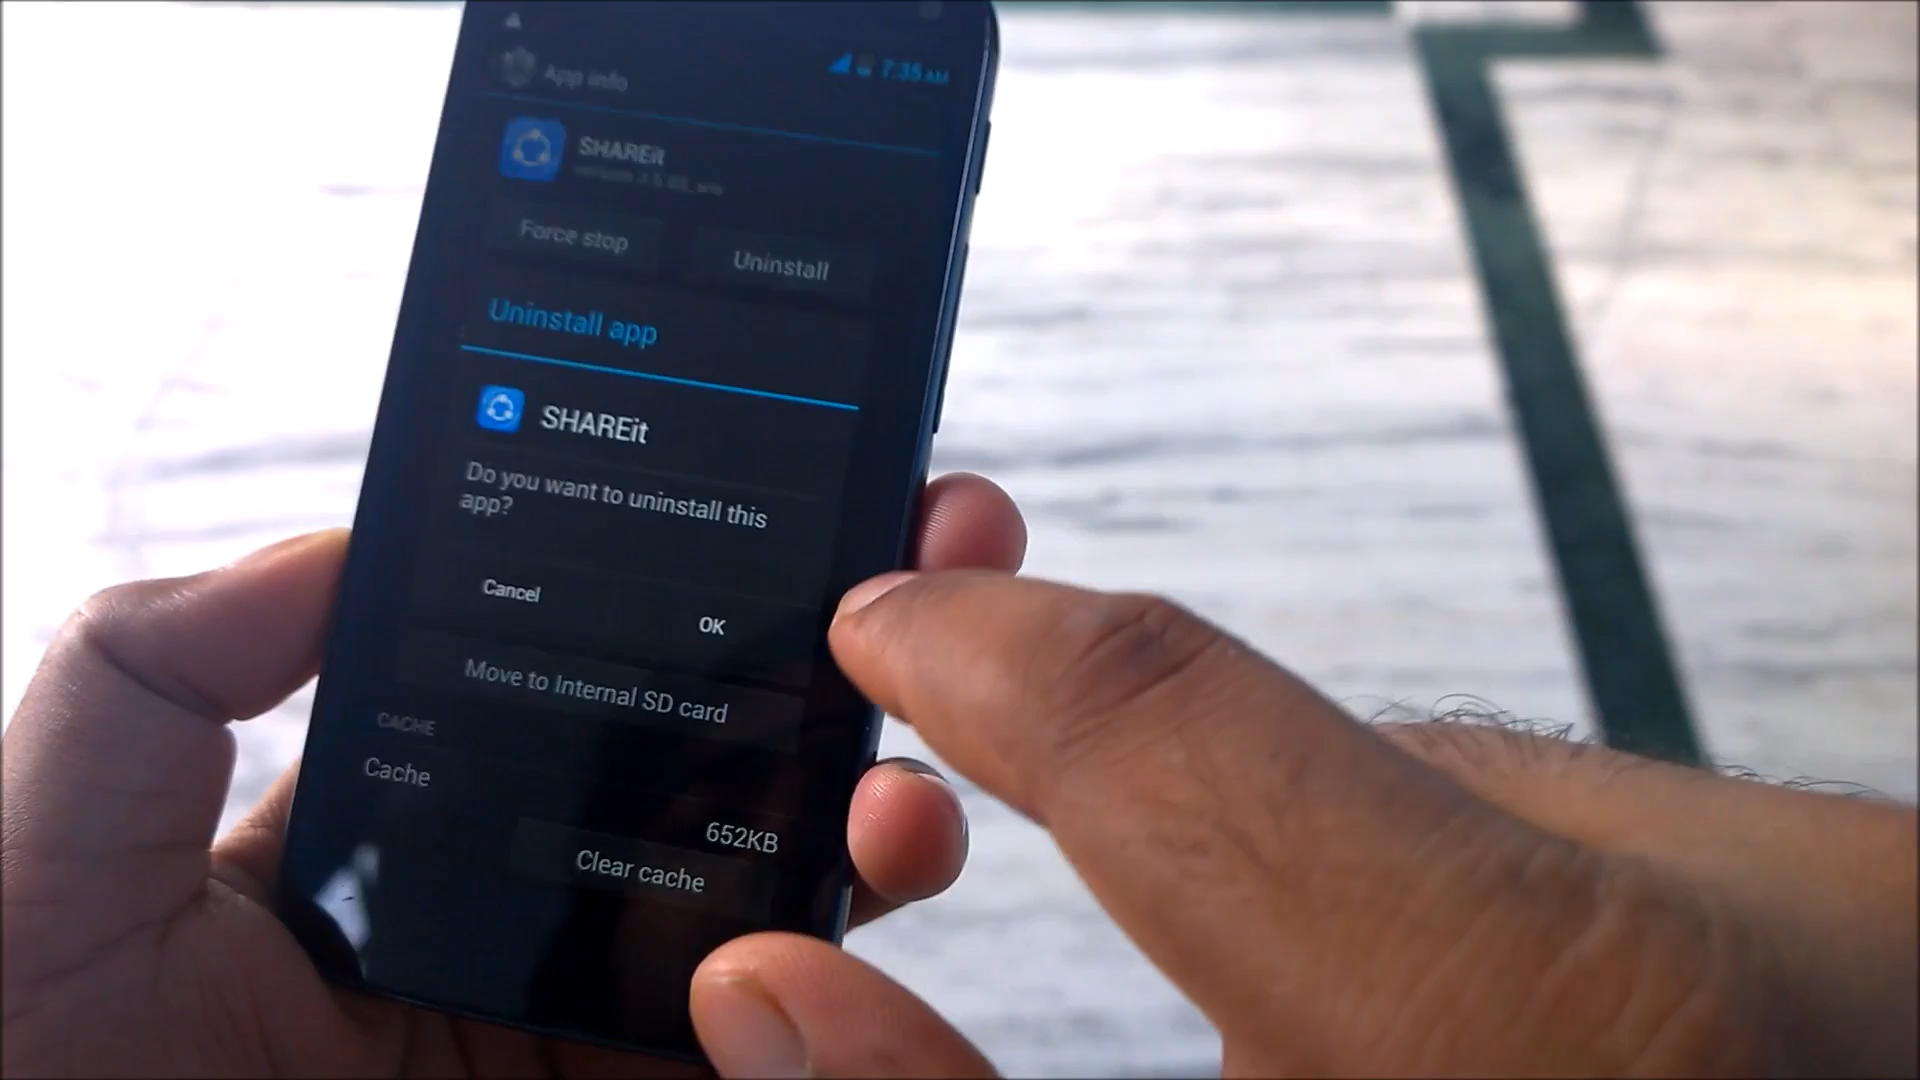 7:35 AM
App info
SHAREit
Force stop
Uninstall
Uninstall app
SHAREit
Do you want to uninstall this
app?
Cancel
OK
Move to Internal SD card
CACHE
Cache
652KB
Clear cache